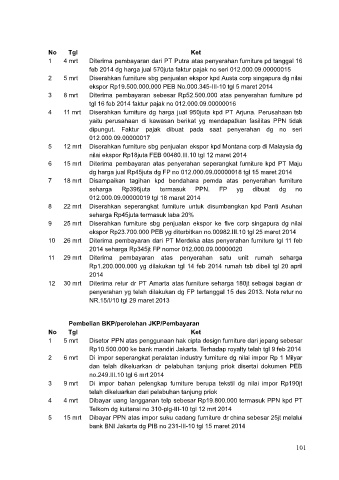 No Tgl Ket
1 4 mrt Diterima pembayaran dari PT Putra atas penyerahan furniture pd tanggal 16
feb 2014 dg harga jual 570juta faktur pajak no seri 012.000.09.00000015
2 5 mrt Diserahkan furniture sbg penjualan ekspor kpd Austa corp singapura dg nilai
ekspor Rp19.500.000.000 PEB No.000.345-III-10 tgl 5 maret 2014
3 8 mrt Diterima pembayaran sebesar Rp52.500.000 atas penyerahan furniture pd
tgl 16 feb 2014 faktur pajak no 012.000.09.00000016
4 11 mrt Diserahkan furniture dg harga jual 950juta kpd PT Arjuna. Perusahaan tsb
yaitu perusahaan di kawasan berikat yg mendapatkan fasilitas PPN tidak
dipungut. Faktur pajak dibuat pada saat penyerahan dg no seri
012.000.09.00000017
5 12 mrt Diserahkan furniture sbg penjualan ekspor kpd Montana corp di Malaysia dg
nilai ekspor Rp18juta FEB 00480.III.10 tgl 12 maret 2014
6 15 mrt Diterima pembayaran atas penyerahan seperangkat furniture kpd PT Maju
dg harga jual Rp45juta dg FP no 012.000.09.00000018 tgl 15 maret 2014
7 18 mrt Disampaikan tagihan kpd bendahara pemda atas penyerahan furniture
seharga Rp396juta termasuk PPN. FP yg dibuat dg no
012.000.09.00000019 tgl 18 maret 2014
8 22 mrt Diserahkan seperangkat furniture untuk disumbangkan kpd Panti Asuhan
seharga Rp45juta termasuk laba 20%
9 25 mrt Diserahkan furniture sbg penjualan ekspor ke five corp singapura dg nilai
ekspor Rp23.700.000 PEB yg diterbitkan no.00982.III.10 tgl 25 maret 2014
10 26 mrt Diterima pembayaran dari PT Merdeka atas penyerahan furniture tgl 11 feb
2014 seharga Rp345jt FP nomor 012.000.09.00000020
11 29 mrt Diterima pembayaran atas penyerahan satu unit rumah seharga
Rp1.200.000.000 yg dilakukan tgl 14 feb 2014 rumah tsb dibeli tgl 20 april
2014
12 30 mrt Diterima retur dr PT Amarta atas furniture seharga 180jt sebagai bagian dr
penyerahan yg telah dilakukan dg FP tertanggal 15 des 2013. Nota retur no
NR.15/I/10 tgl 29 maret 2013
Pembelian BKP/perolehan JKP/Pembayaran
No Tgl Ket
1 5 mrt Disetor PPN atas penggunaan hak cipta design furniture dari jepang sebesar
Rp10.500.000 ke bank mandiri Jakarta. Terhadap royalty telah tgl 9 feb 2014
2 6 mrt Di impor seperangkat peralatan industry furniture dg nilai impor Rp 1 Milyar
dan telah dikeluarkan dr pelabuhan tanjung priok disertai dokumen PEB
no.249.III.10 tgl 6 mrt 2014
3 9 mrt Di impor bahan pelengkap furniture berupa tekstil dg nilai impor Rp190jt
telah dikeluarkan dari pelabuhan tanjung priok
4 4 mrt Dibayar uang langganan telp sebesar Rp19.800.000 termasuk PPN kpd PT
Telkom dg kuitansi no 310-ptg-III-10 tgl 12 mrt 2014
5 15 mrt Dibayar PPN atas impor suku cadang furniture dr china sebesar 25jt melalui
bank BNI Jakarta dg PIB no 231-III-10 tgl 15 maret 2014
101